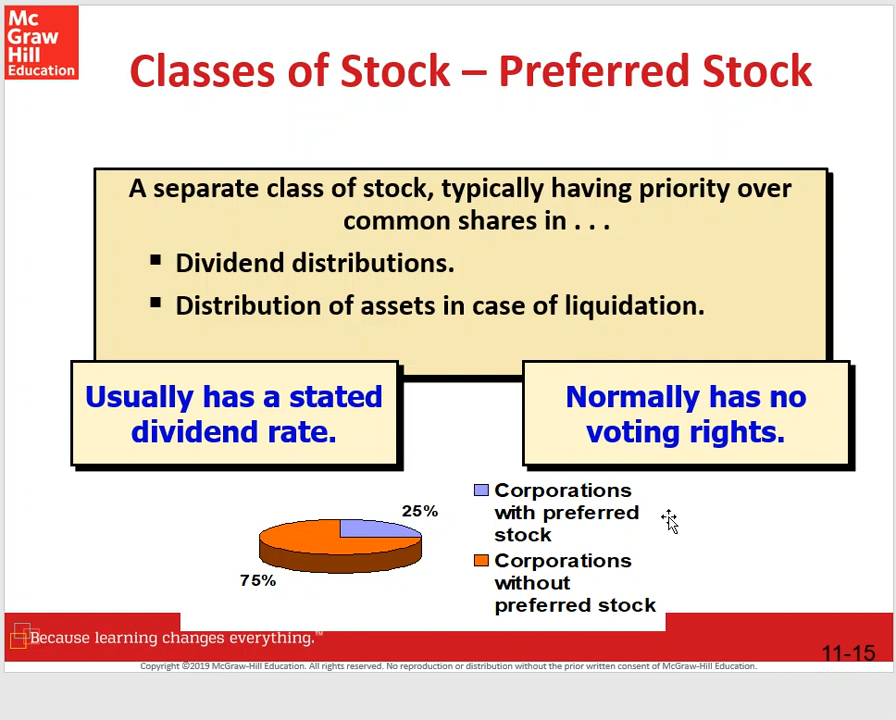 Mc
Graw
Hill
Education
Classes of Stock – Preferred Stock
A separate class of stock, typically having priority over
common shares in . . .
▪ Dividend distributions.
▪ Distribution of assets in case of liquidation.
Usually has a stated
dividend rate.
Normally has no
voting rights.
25%
75%
Corporations
with preferred
stock
Corporations
without
preferred stock
Because learning changes everything.™
11-15
Copyright ©2019 McGraw-Hill Education. All rights reserved. No reproduction or distribution without the prior written consent of McGraw-Hill Education.